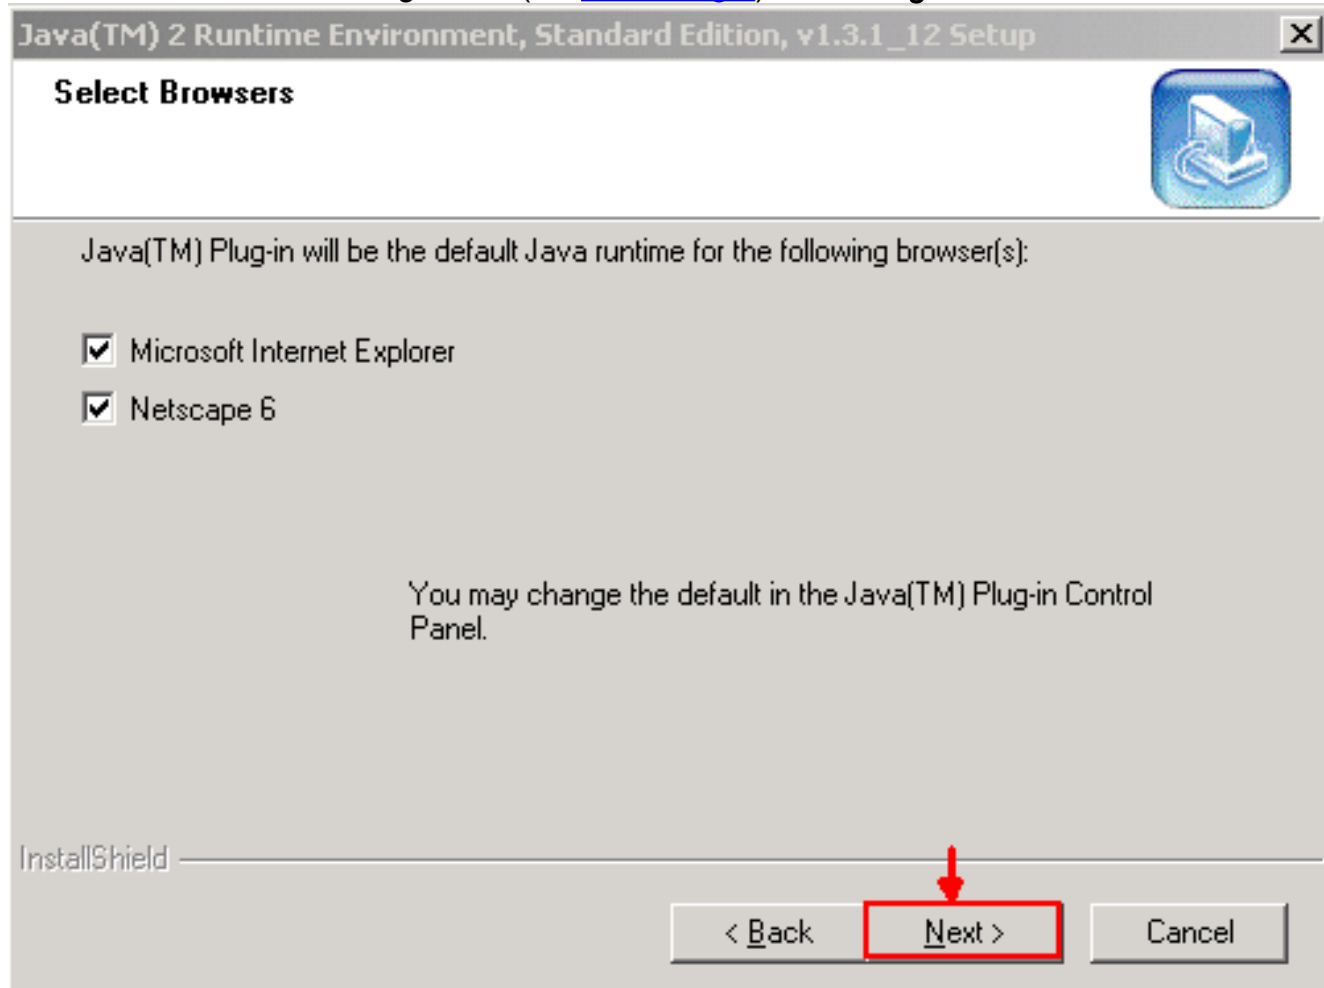 Java(TM) 2 Runtime Environment, Standard Edition, v1.3.1_12 Setup
Select Browsers
Java(TM) Plug-in will be the default Java runtime for the following browser(s):
Microsoft Internet Explorer
Netscape 6
You may change the default in the Java(TM) Plug-in Control
Panel.
InstallShield
< Back
Next >
Cancel